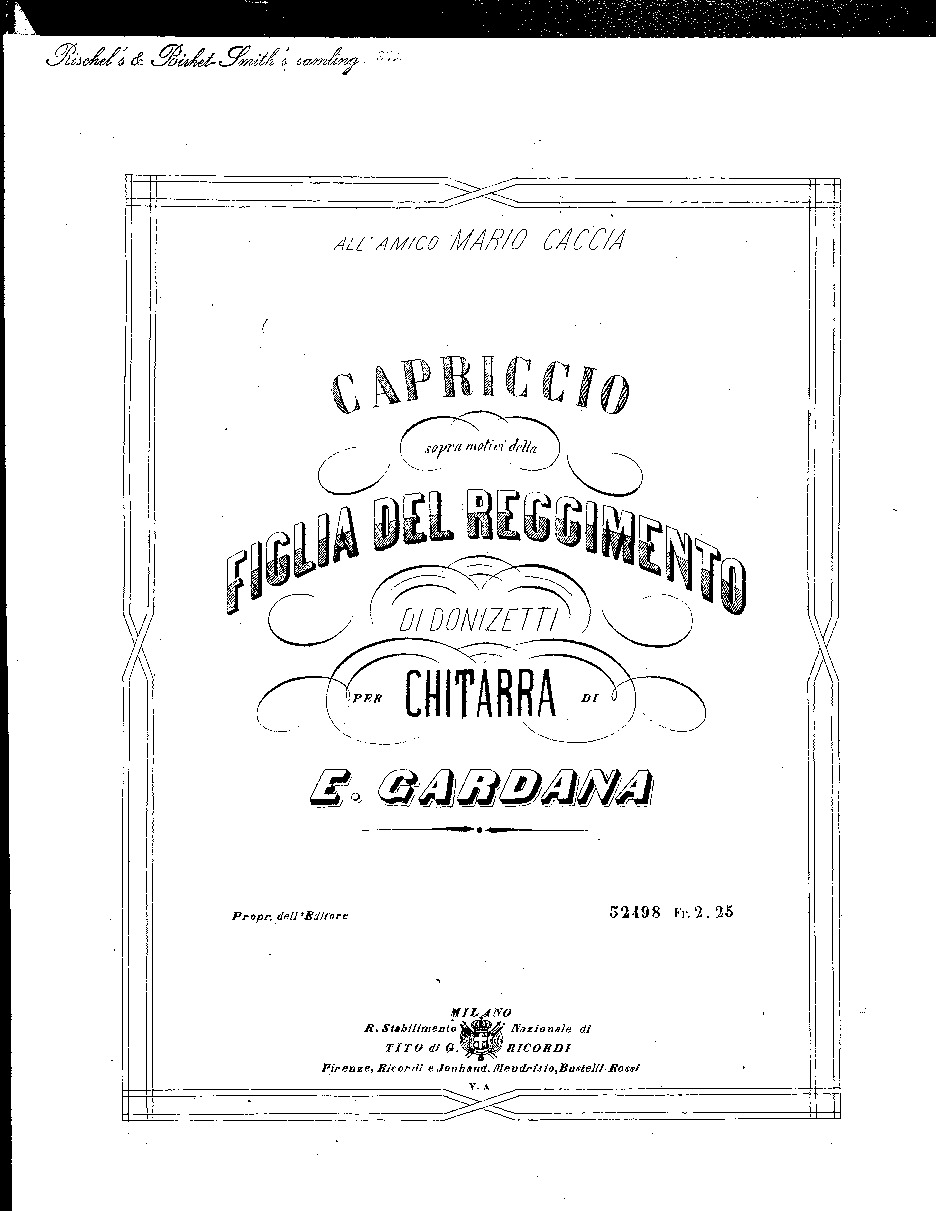 Rischel's & Birket-Smith's samling.
ALL' AMICO MARIO CACCIA
CAPRICCIO
sopra motivi della
FIGLIA DEL REGGIMENTO
DI DONIZETTI
PER CHITARRA DI
E. GARDANA
Propr. dell'Editore
52498 Fr. 2.25
MILANO
R. Stabilimento Nazionale di
TITO di G. RICORDI
Firenze, Ricordi e Jouhaud. Mendrisio, Bustelli-Rossi
V. A